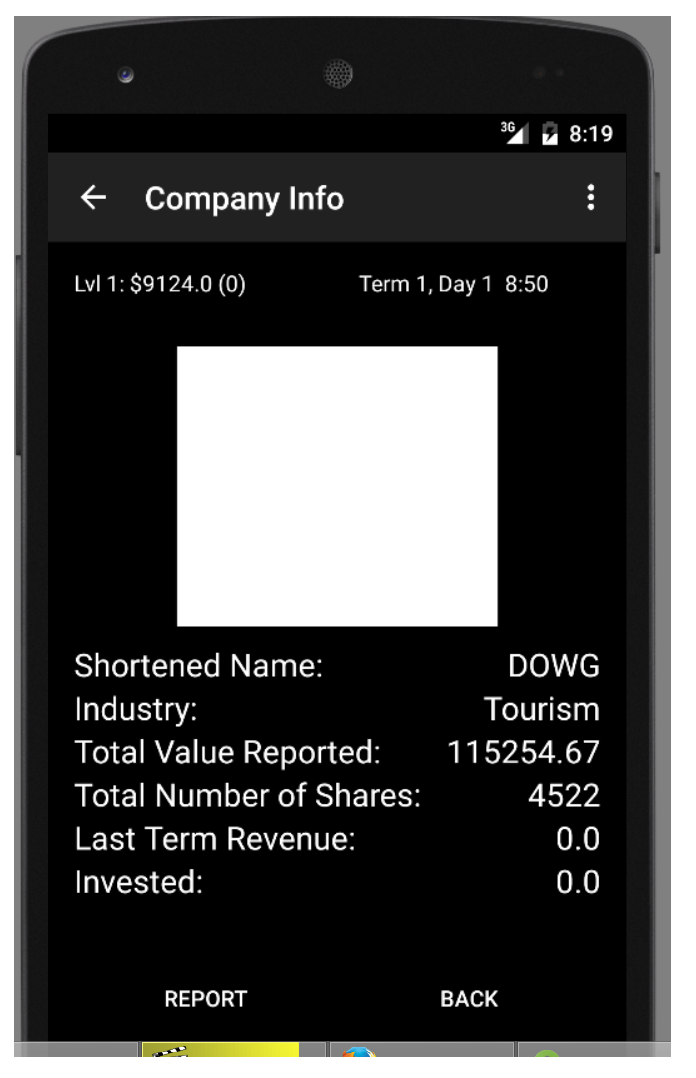 3G 8:19
Company Info
Lvl 1: $9124.0 (0) Term 1, Day 1 8:50
Shortened Name: DOWG
Industry: Tourism
Total Value Reported: 115254.67
Total Number of Shares: 4522
Last Term Revenue: 0.0
Invested: 0.0
REPORT BACK